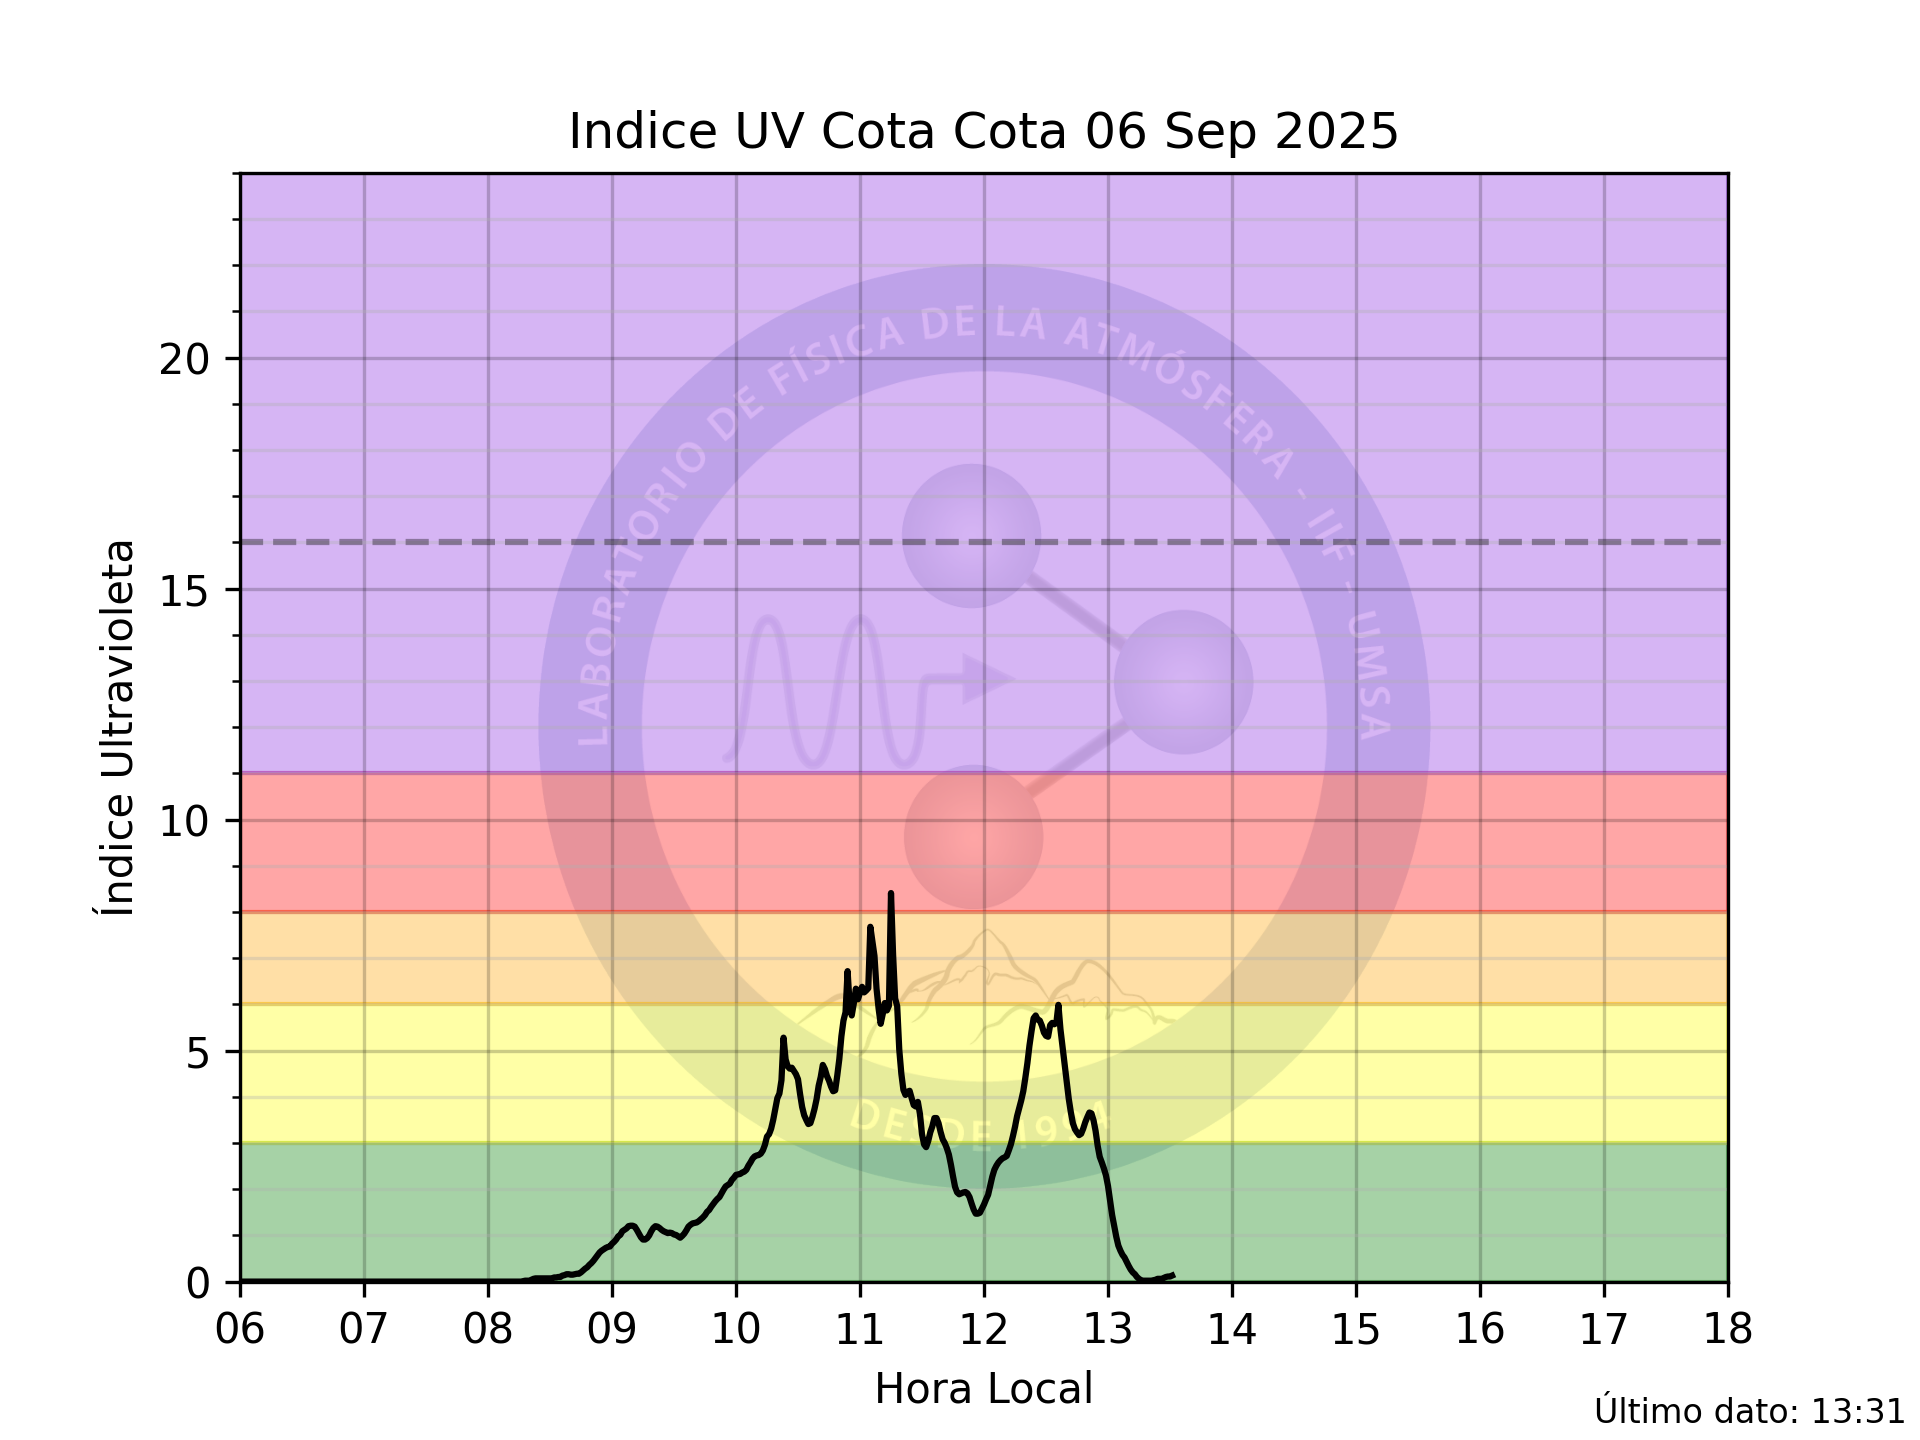 Indice UV Cota Cota 06 Sep 2025
Índice Ultravioleta
20
15
10
5
0
LABORATORIO DE FÍSICA DE LA ATMÓSFERA - IIF - UMSA
DESDE 1994
06 07 08 09 10 11 12 13 14 15 16 17 18
Hora Local
Último dato: 13:31